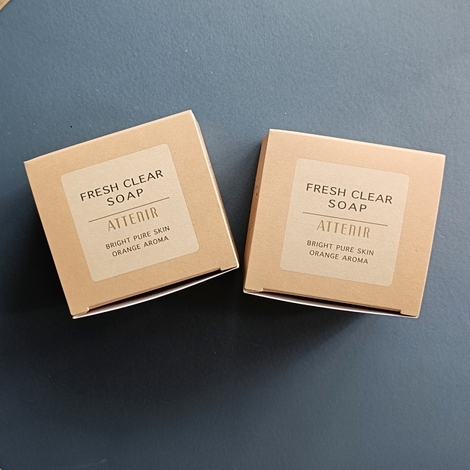 FRESH CLEAR
SOAP
ATTENIR
BRIGHT PURE SKIN
ORANGE AROMA
FRESH CLEAR
SOAP
ATTENIR
BRIGHT PURE SKIN
ORANGE AROMA